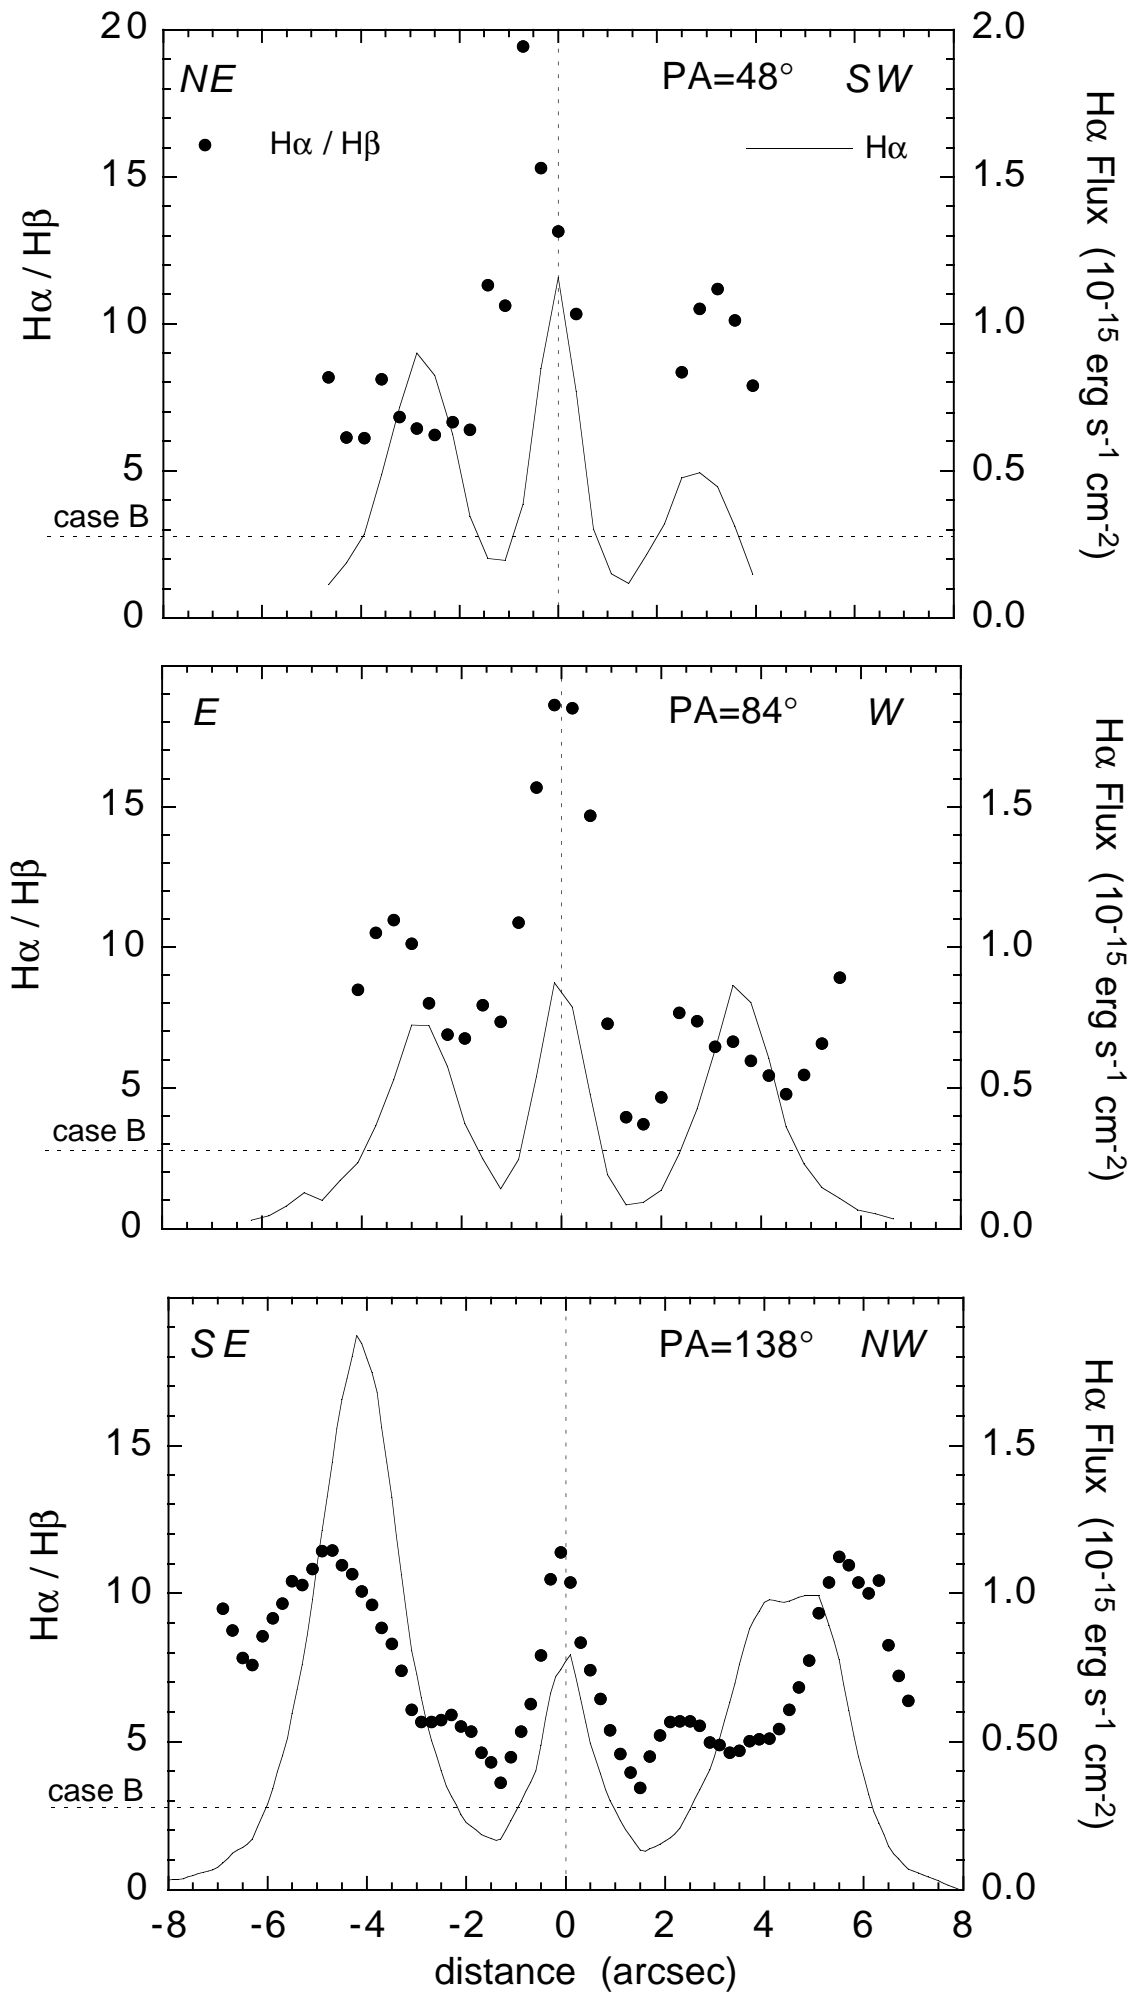 20
2.0
NE
PA=48°
SW
Hα / Hβ
Hα
15
1.5
Hα / Hβ
Hα Flux (10-15 erg s-1 cm-2)
10
1.0
5
0.5
case B
0
0.0
E
PA=84°
W
15
1.5
Hα / Hβ
Hα Flux (10-15 erg s-1 cm-2)
10
1.0
5
0.5
case B
0
0.0
SE
PA=138°
NW
15
1.5
Hα / Hβ
Hα Flux (10-15 erg s-1 cm-2)
10
1.0
5
0.50
case B
0
0.0
-8 -6 -4 -2 0 2 4 6 8
distance (arcsec)